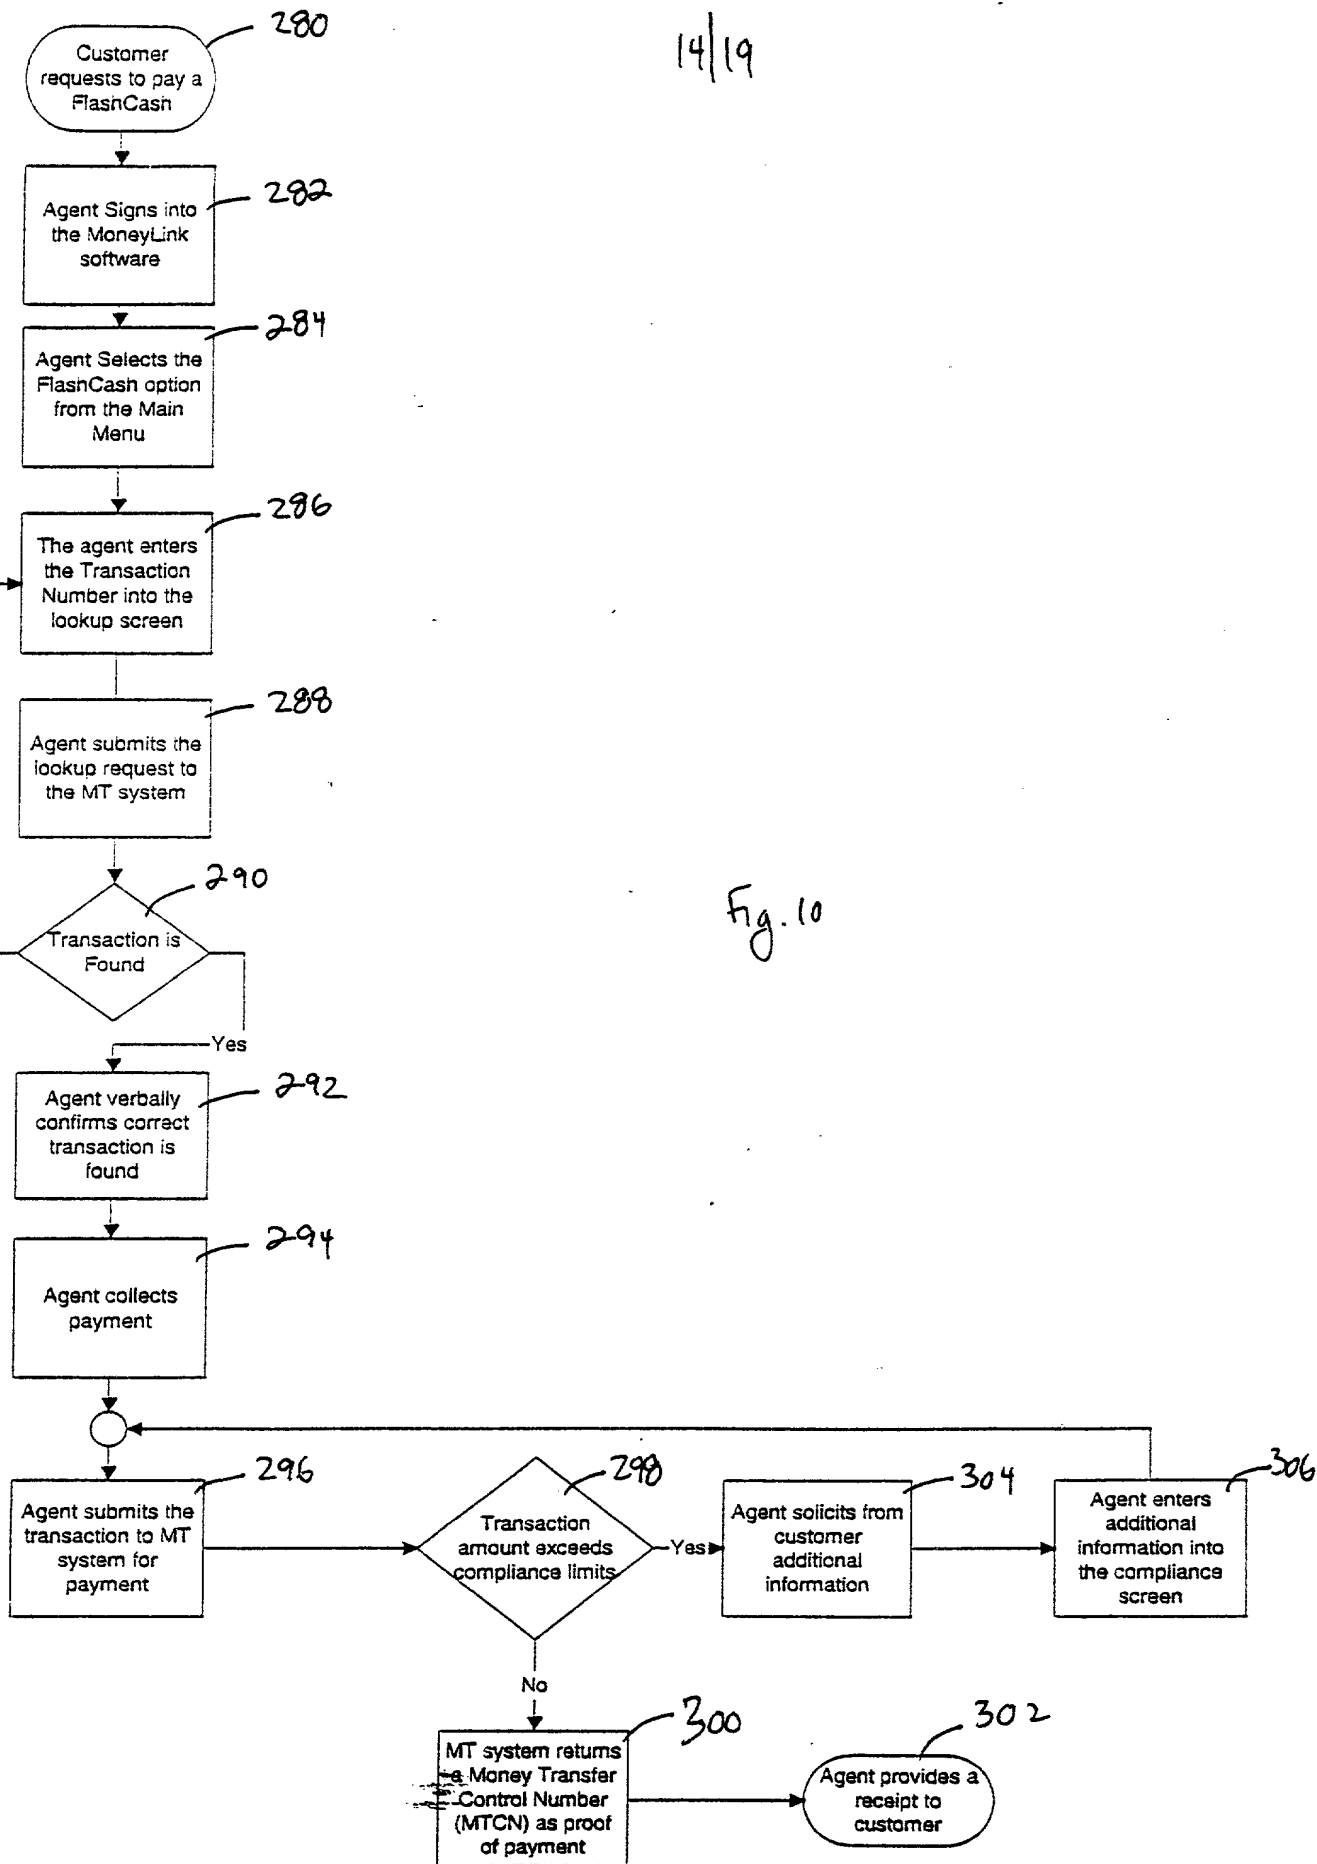 280
14/19
Customer
requests to pay a
FlashCash
282
Agent Signs into
the MoneyLink
software
284
Agent Selects the
FlashCash option
from the Main
Menu
286
The agent enters
the Transaction
Number into the
lookup screen
288
Agent submits the
lookup request to
the MT system
290
Fig. 10
Transaction is
Found
Yes
292
Agent verbally
confirms correct
transaction is
found
294
Agent collects
payment
296
Agent submits the
transaction to MT
system for
payment
298
Transaction
amount exceeds
compliance limits
Yes
304
Agent solicits from
customer
additional
information
306
Agent enters
additional
information into
the compliance
screen
No
300
MT system returns
a Money Transfer
Control Number
(MTCN) as proof
of payment
302
Agent provides a
receipt to
customer